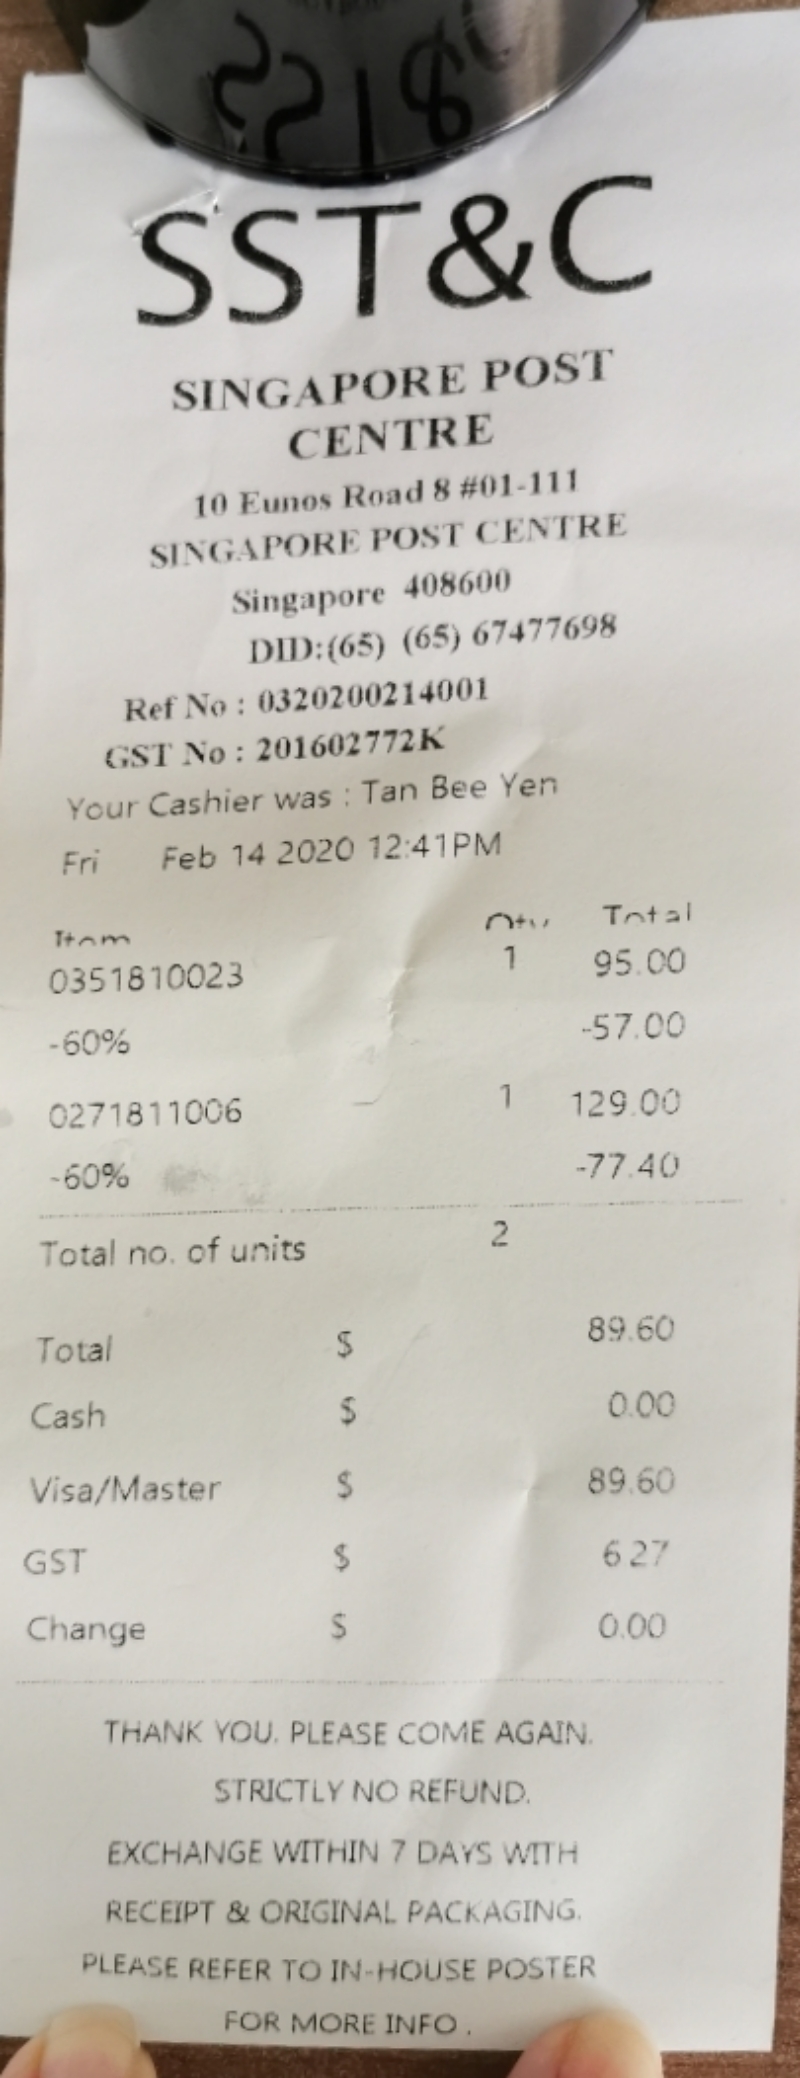 SST&C
SINGAPORE POST
CENTRE
10 Eunos Road 8 #01-111
SINGAPORE POST CENTRE
Singapore 408600
DID:(65) (65) 67477698
Ref No : 0320200214001
GST No : 201602772K
Your Cashier was : Tan Bee Yen
Fri Feb 14 2020 12:41PM
Item Qty Total
0351810023 1 95.00
-60% -57.00
0271811006 1 129.00
-60% -77.40
Total no. of units 2
Total $ 89.60
Cash $ 0.00
Visa/Master $ 89.60
GST $ 6.27
Change $ 0.00
THANK YOU. PLEASE COME AGAIN.
STRICTLY NO REFUND.
EXCHANGE WITHIN 7 DAYS WITH
RECEIPT & ORIGINAL PACKAGING.
PLEASE REFER TO IN-HOUSE POSTER
FOR MORE INFO .